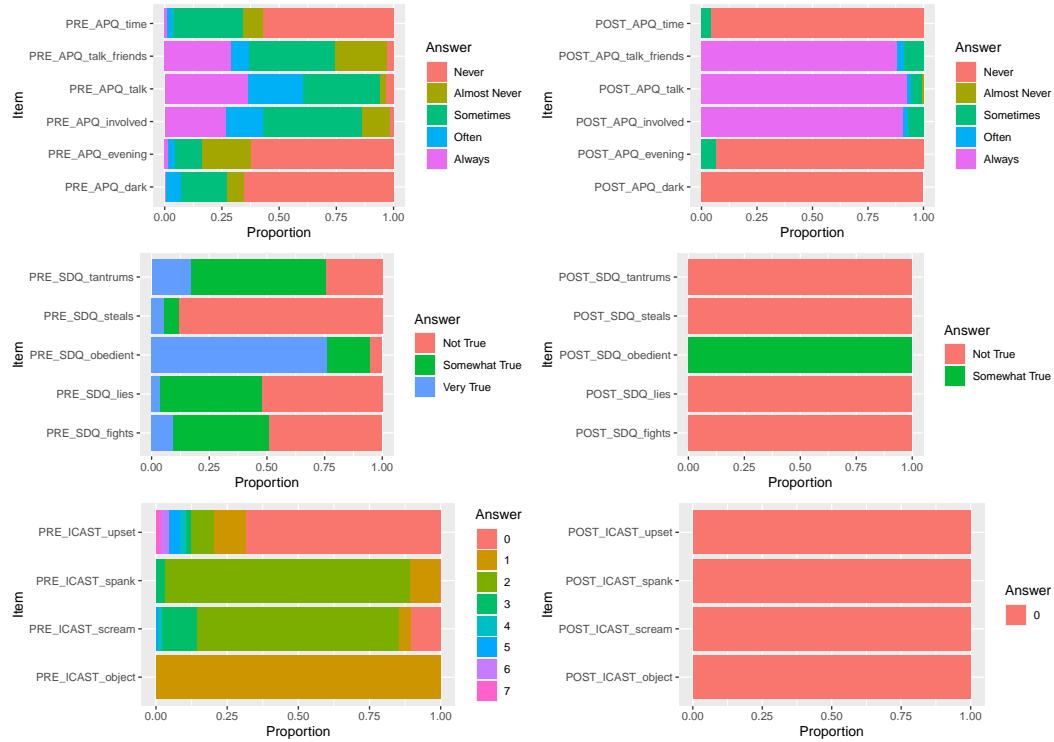 PRE_APQ_time
PRE_APQ_talk_friends
PRE_APQ_talk
PRE_APQ_involved
PRE_APQ_evening
PRE_APQ_dark
Item
0.00 0.25 0.50 0.75 1.00
Proportion
Answer
Never
Almost Never
Sometimes
Often
Always
POST_APQ_time
POST_APQ_talk_friends
POST_APQ_talk
POST_APQ_involved
POST_APQ_evening
POST_APQ_dark
Item
0.00 0.25 0.50 0.75 1.00
Proportion
Answer
Never
Almost Never
Sometimes
Often
Always
PRE_SDQ_tantrums
PRE_SDQ_steals
PRE_SDQ_obedient
PRE_SDQ_lies
PRE_SDQ_fights
Item
0.00 0.25 0.50 0.75 1.00
Proportion
Answer
Not True
Somewhat True
Very True
POST_SDQ_tantrums
POST_SDQ_steals
POST_SDQ_obedient
POST_SDQ_lies
POST_SDQ_fights
Item
0.00 0.25 0.50 0.75 1.00
Proportion
Answer
Not True
Somewhat True
PRE_ICAST_upset
PRE_ICAST_spank
PRE_ICAST_scream
PRE_ICAST_object
Item
0.00 0.25 0.50 0.75 1.00
Proportion
Answer
0
1
2
3
4
5
6
7
POST_ICAST_upset
POST_ICAST_spank
POST_ICAST_scream
POST_ICAST_object
Item
0.00 0.25 0.50 0.75 1.00
Proportion
Answer
0